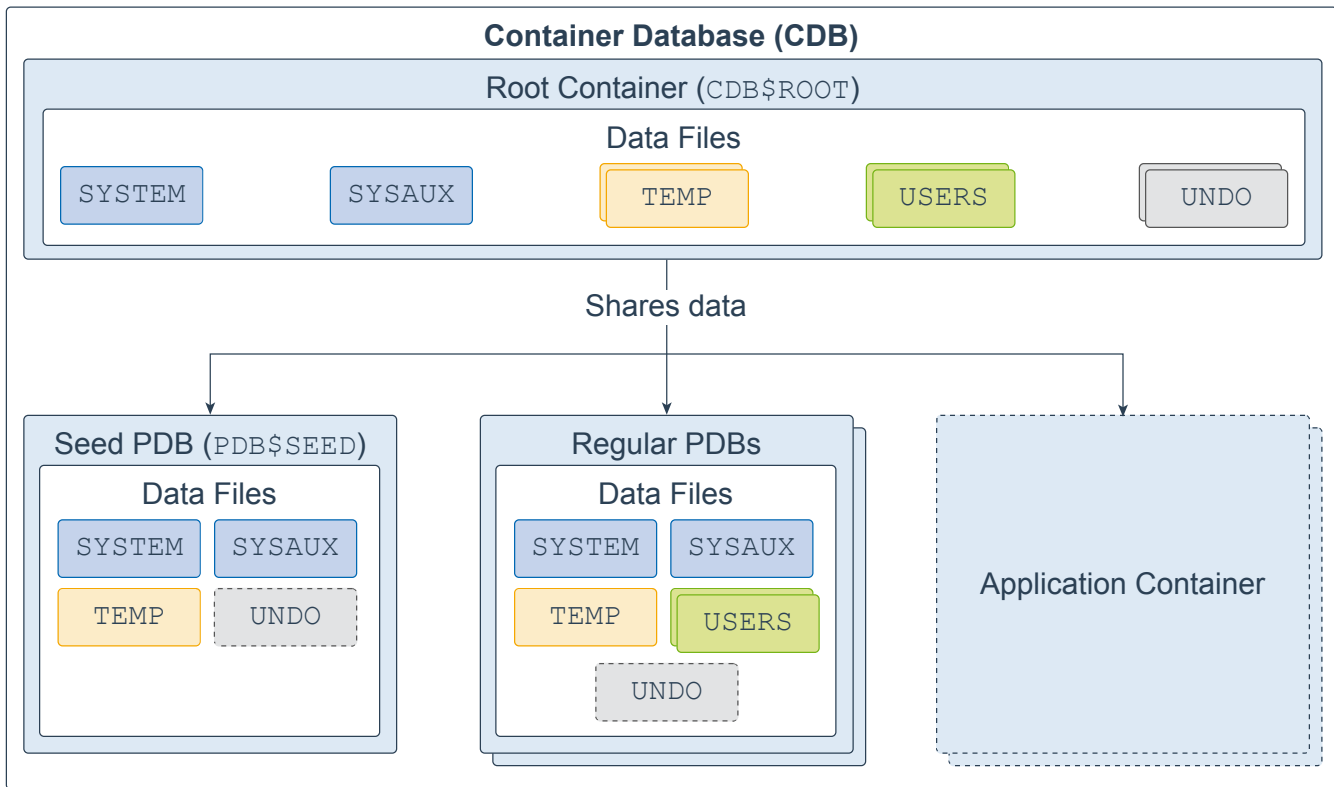 Container Database (CDB)
Root Container (CDB$ROOT)
Data Files
SYSTEM
SYSAUX
TEMP
USERS
UNDO
Shares data
Seed PDB (PDB$SEED)
Data Files
SYSTEM
SYSAUX
TEMP
UNDO
Regular PDBs
Data Files
SYSTEM
SYSAUX
TEMP
USERS
UNDO
Application Container